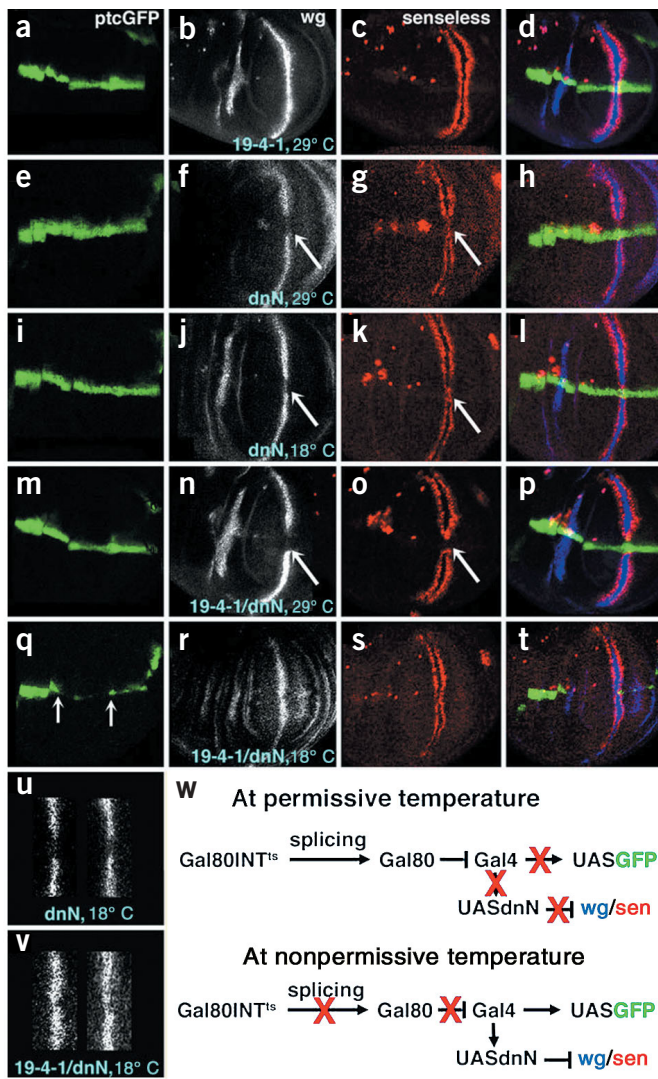 a ptcGFP b wg c senseless d
19-4-1, 29° C
e f g h
dnN, 29° C
i j k l
dnN, 18° C
m n o p
19-4-1/dnN, 29° C
q r s t
19-4-1/dnN, 18° C
u
dnN, 18° C
v
19-4-1/dnN, 18° C
w
At permissive temperature
splicing
Gal80INTts Gal80 Gal4 X UASGFP
X
UASdnN X wg/sen
At nonpermissive temperature
splicing
Gal80INTts X Gal80 X Gal4 UASGFP
UASdnN wg/sen